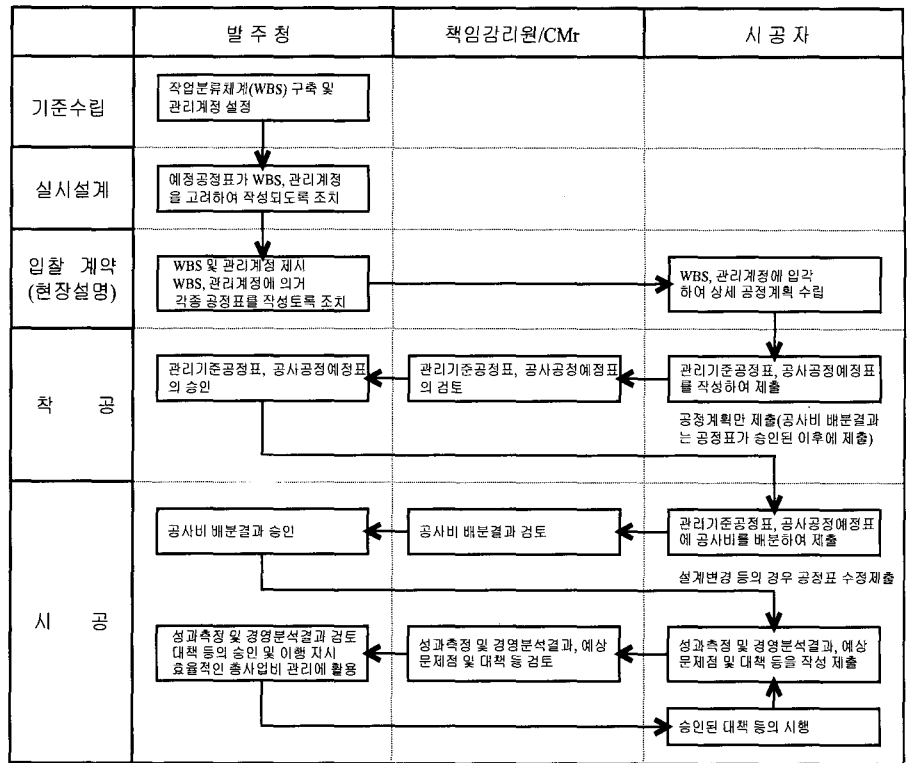 발 주 청
책임감리원/CMr
시 공 자
기준수립
작업분류체계(WBS) 구축 및
관리계정 설정
실시설계
예정공정표가 WBS, 관리계정
을 고려하여 작성되도록 조치
입찰 계약
(현장설명)
WBS 및 관리계정 제시
WBS, 관리계정에 의거
각종 공정표를 작성토록 조치
WBS, 관리계정에 입각
하여 상세 공정계획 수립
착 공
관리기준공정표, 공사공정예정표
의 승인
관리기준공정표, 공사공정예정표
의 검토
관리기준공정표, 공사공정예정표
를 작성하여 제출
공정계획만 제출(공사비 배분결과
는 공정표가 승인된 이후에 제출)
시 공
공사비 배분결과 승인
공사비 배분결과 검토
관리기준공정표, 공사공정예정표
에 공사비를 배분하여 제출
설계변경 등의 경우 공정표 수정제출
성과측정 및 경영분석결과 검토
대책 등의 승인 및 이행 지시
효율적인 총사업비 관리에 활용
성과측정 및 경영분석결과, 예상
문제점 및 대책 등 검토
성과측정 및 경영분석결과, 예상
문제점 및 대책 등을 작성 제출
승인된 대책 등의 시행